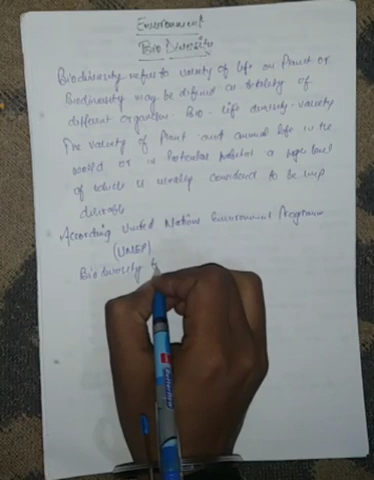 Environment
Bio Diversity
Biodiversity refers to variety of life on Planet or
Biodiversity may be defined as totality of
different organism Bio - life diversity - variety
The variety of Plant and animal life in the
world or in Particular habitat a high level
of which is usually considered to be imp
disirable
According United Nations Environment Programm
(UNEP)
Biodiversity